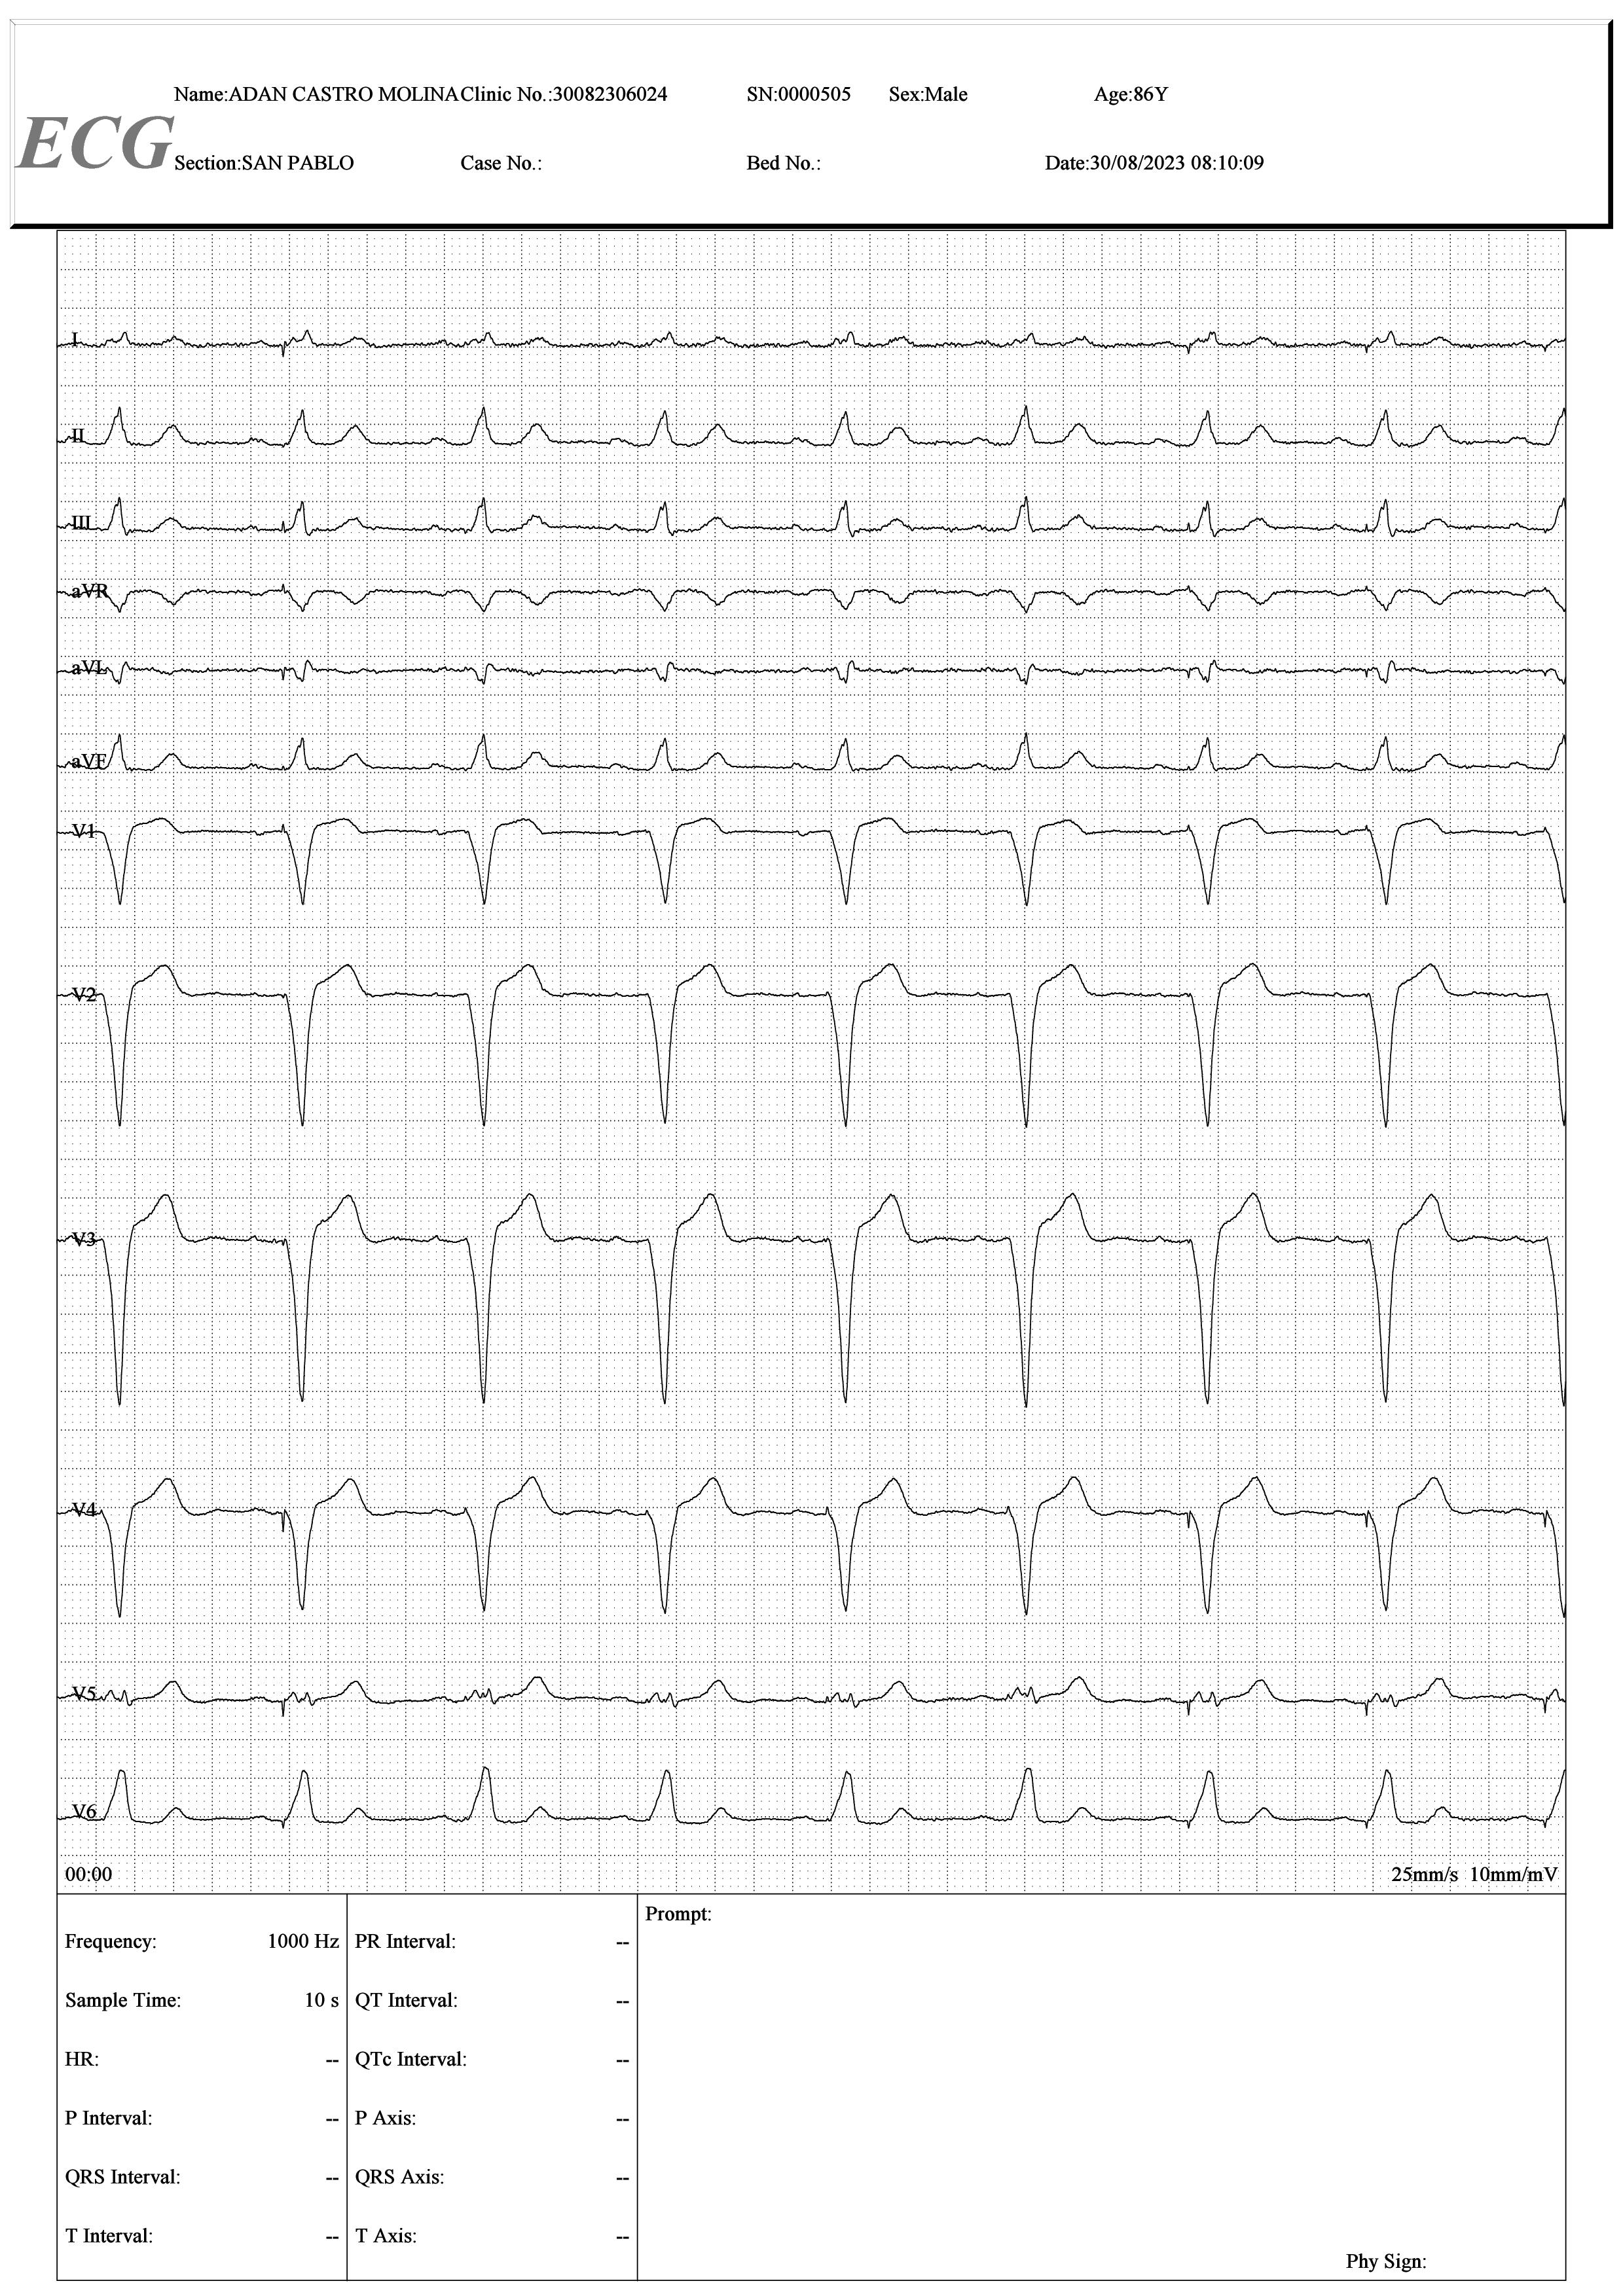 Name:ADAN CASTRO MOLINA Clinic No.:30082306024 SN:0000505 Sex:Male Age:86Y
ECG
Section:SAN PABLO Case No.: Bed No.: Date:30/08/2023 08:10:09
I
II
III
aVR
aVL
aVF
V1
V2
V3
V4
V5
V6
00:00 25mm/s 10mm/mV
Prompt:
Frequency: 1000 Hz PR Interval: --
Sample Time: 10 s QT Interval: --
HR: -- QTc Interval: --
P Interval: -- P Axis: --
QRS Interval: -- QRS Axis: --
T Interval: -- T Axis: --
Phy Sign: